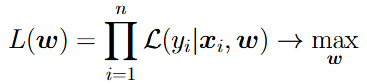 L(𝒘) = ∏_{i=1}^{n} 𝓛(y_i|𝒙_i, 𝒘) → max_𝒘